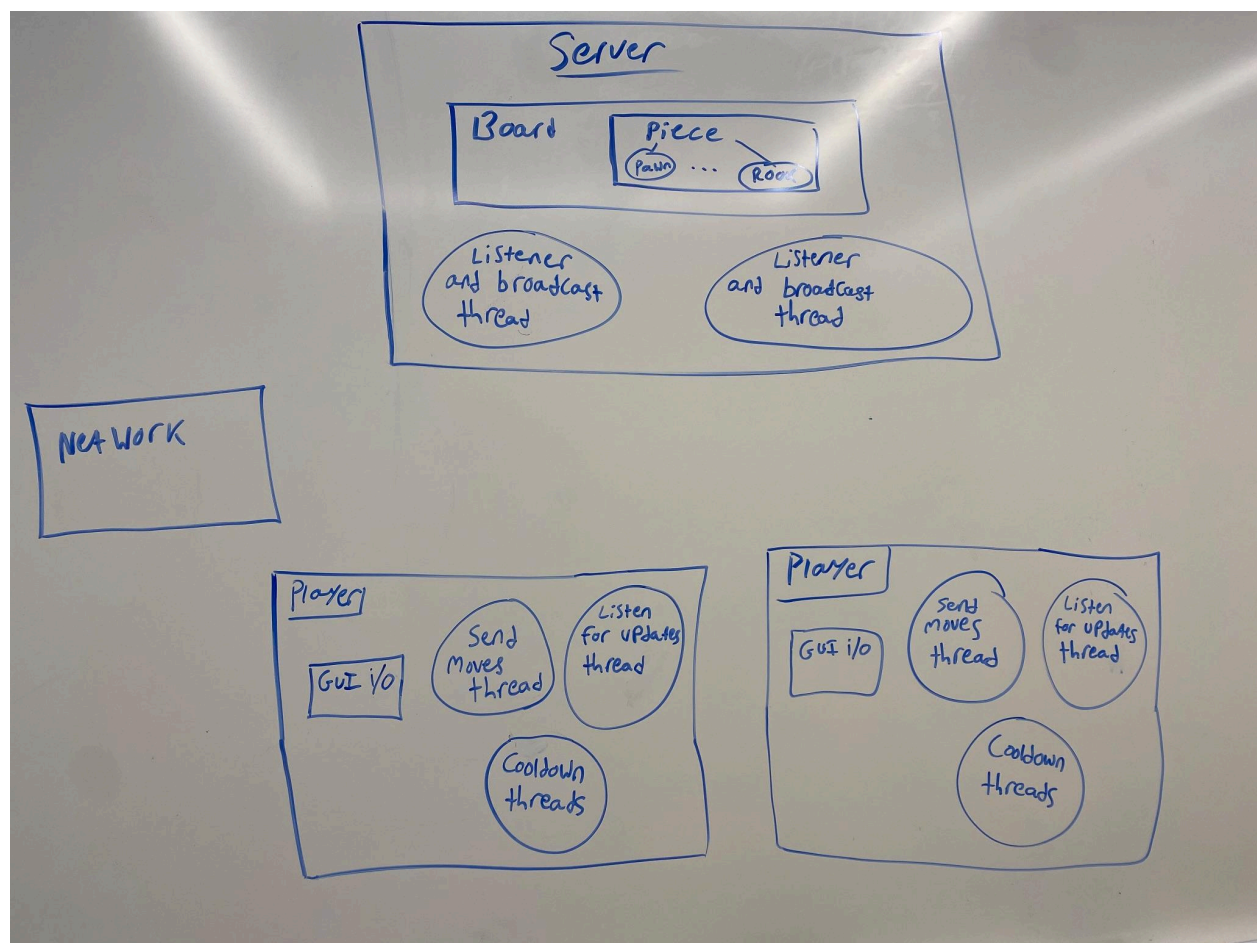 Server
Board
Piece
Pawn ... Rook
Listener
and broadcast
thread
Listener
and broadcast
thread
Network
Player
GUI i/o
Send
moves
thread
Listen
for updates
thread
Cooldown
threads
Player
GUI i/o
Send
moves
thread
Listen
for updates
thread
Cooldown
threads